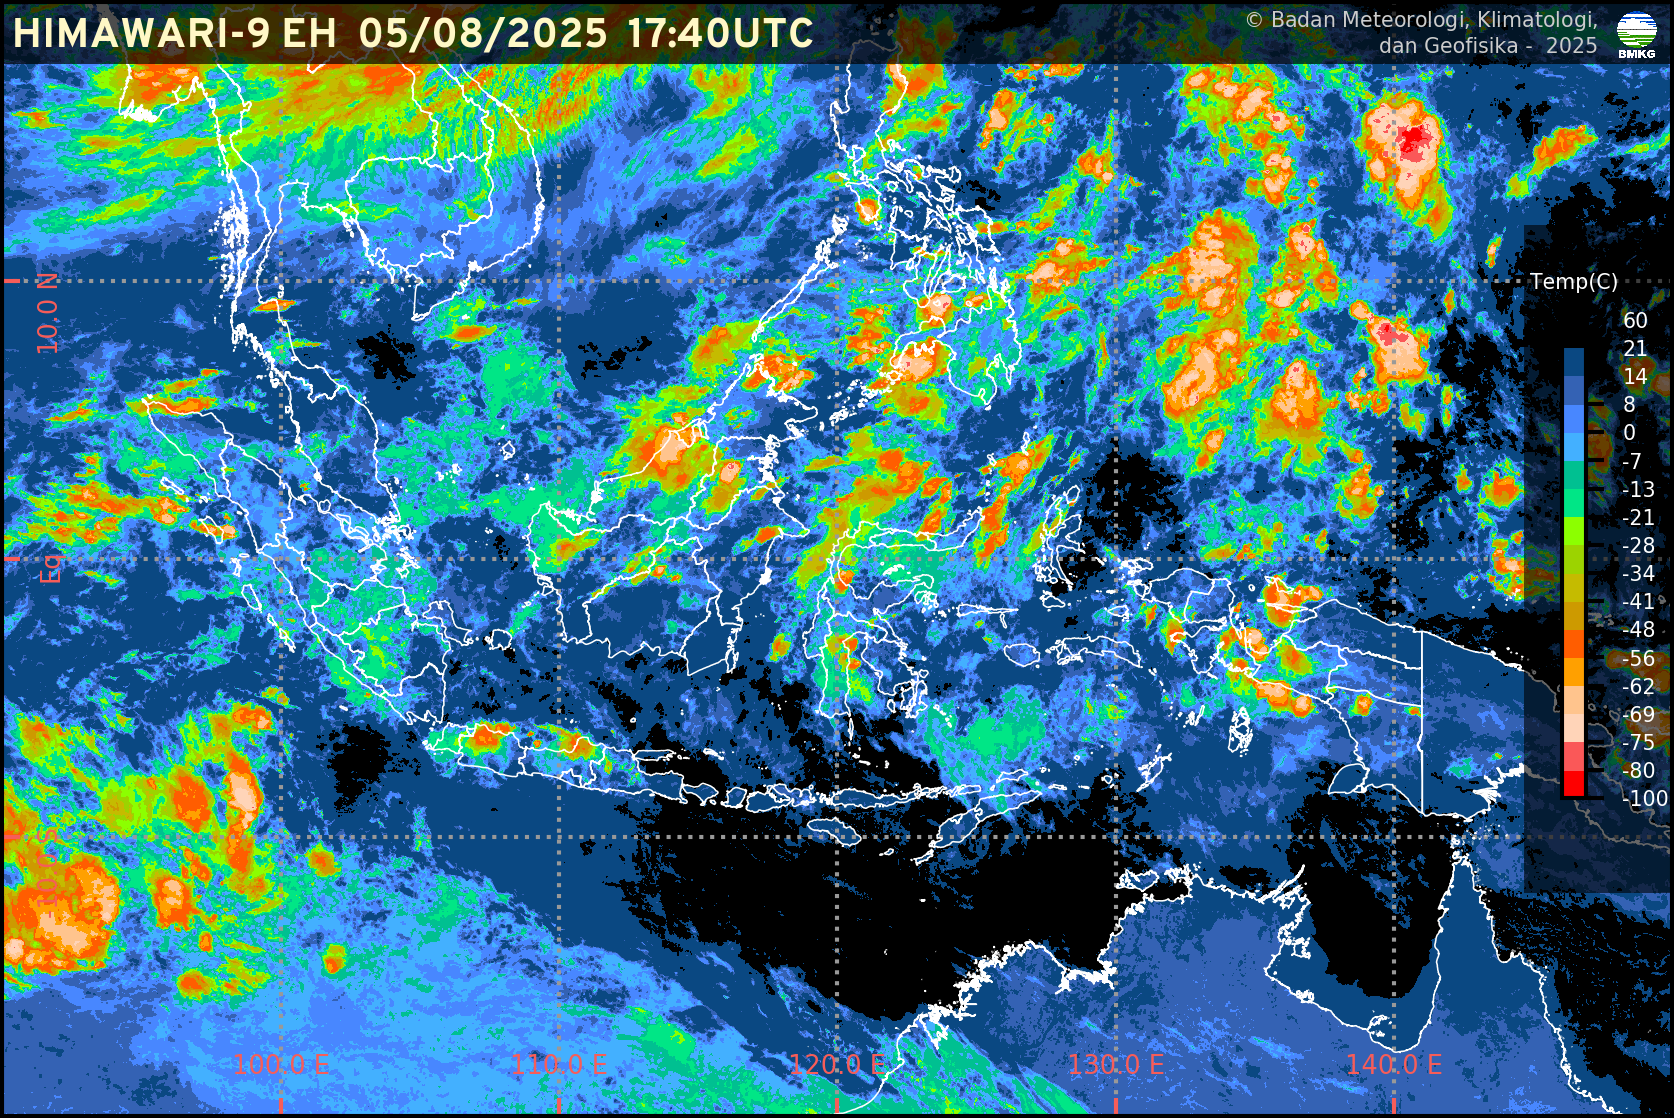 HIMAWARI-9 EH 05/08/2025 17:40UTC
© Badan Meteorologi, Klimatologi,
dan Geofisika - 2025
BMKG
Temp(C)
60
21
14
8
0
-7
-13
-21
-28
-34
-41
-48
-56
-62
-69
-75
-80
-100
10.0 N
Eq
100.0 E
110.0 E
120.0 E
130.0 E
140.0 E